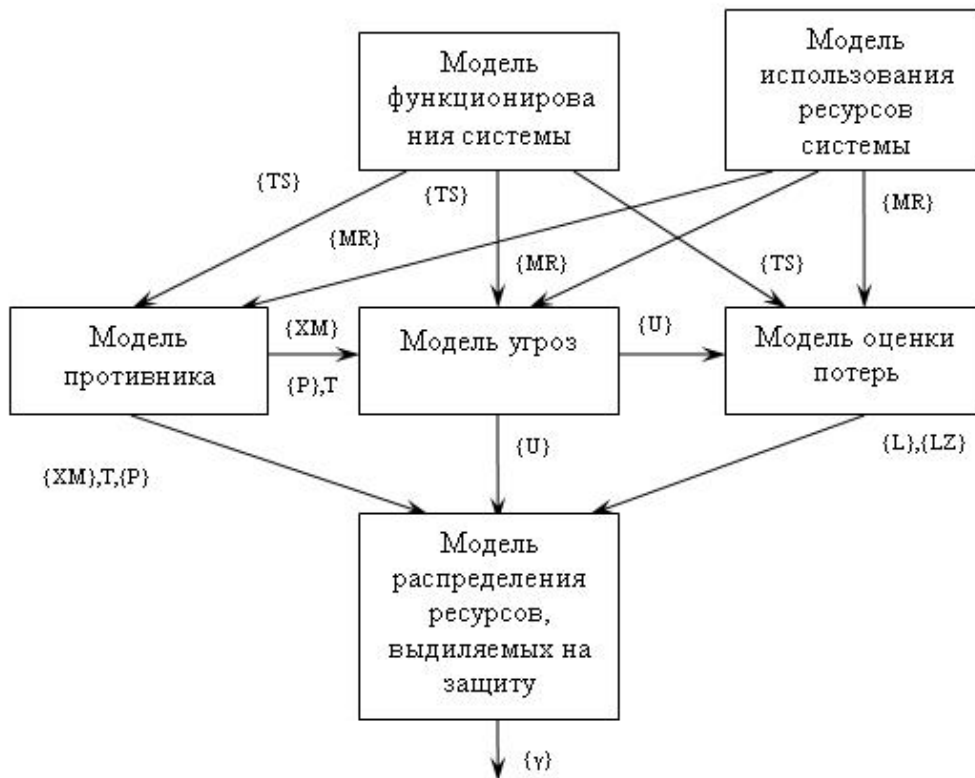 Модель
функционирова
ния системы
Модель
использования
ресурсов
системы
{TS}
{TS}
{MR}
{MR}
{MR}
{TS}
Модель
противника
{XM}
{P},T
Модель угроз
{U}
Модель оценки
потерь
{XM},T,{P}
{U}
{L},{LZ}
Модель
распределения
ресурсов,
выдиляемых на
защиту
{γ}